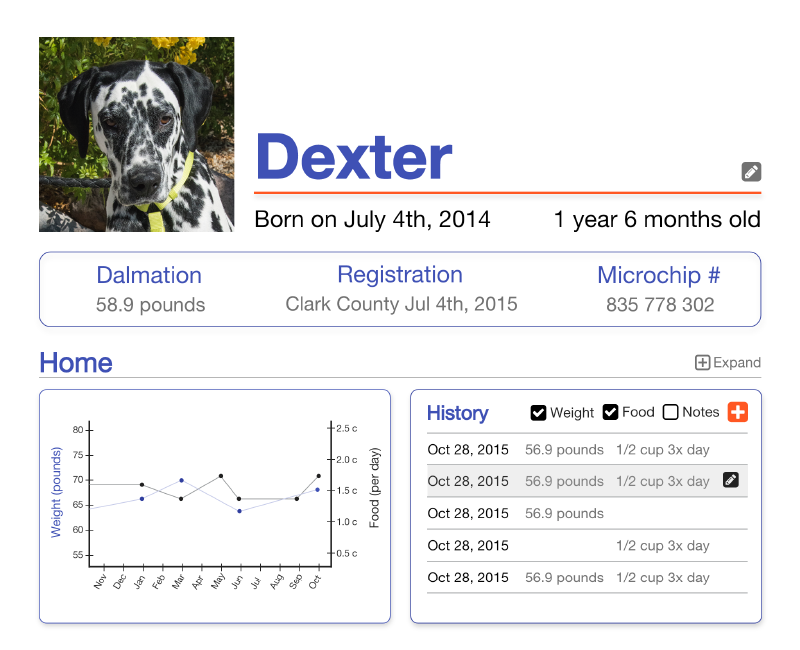 Dexter
Born on July 4th, 2014 1 year 6 months old
Dalmation Registration Microchip #
58.9 pounds Clark County Jul 4th, 2015 835 778 302
Home Expand
80
70
65
60
55
Weight (pounds)
2.5 c
2.0 c
1.5 c
1.0 c
0.5 c
Food (per day)
Nov Dec Jan Feb Mar Apr May Jun Jul Aug Sep Oct
History Weight Food Notes
Oct 28, 2015 56.9 pounds 1/2 cup 3x day
Oct 28, 2015 56.9 pounds 1/2 cup 3x day
Oct 28, 2015 56.9 pounds
Oct 28, 2015 1/2 cup 3x day
Oct 28, 2015 56.9 pounds 1/2 cup 3x day